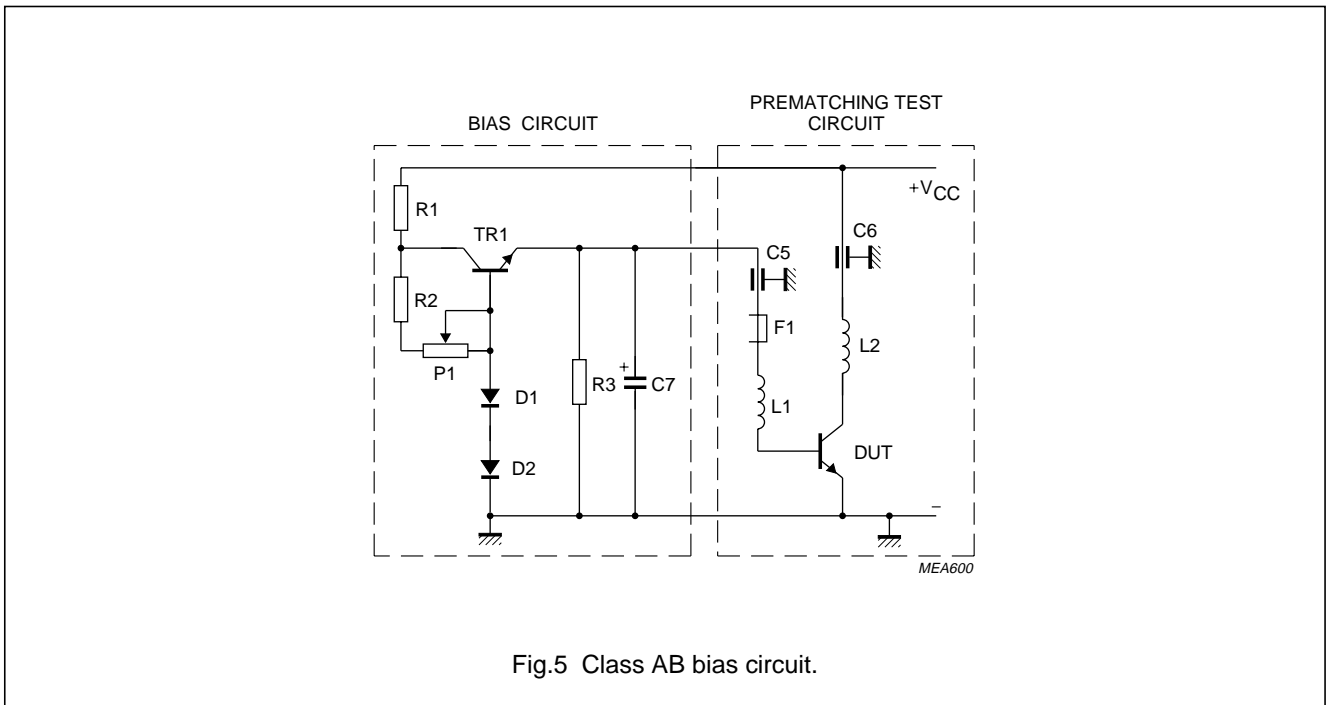 PREMATCHING TEST
CIRCUIT
BIAS CIRCUIT
+VCC
R1
TR1
C6
C5
R2
F1
L2
P1
D1
+
R3
C7
L1
D2
DUT
–
MEA600
Fig.5 Class AB bias circuit.